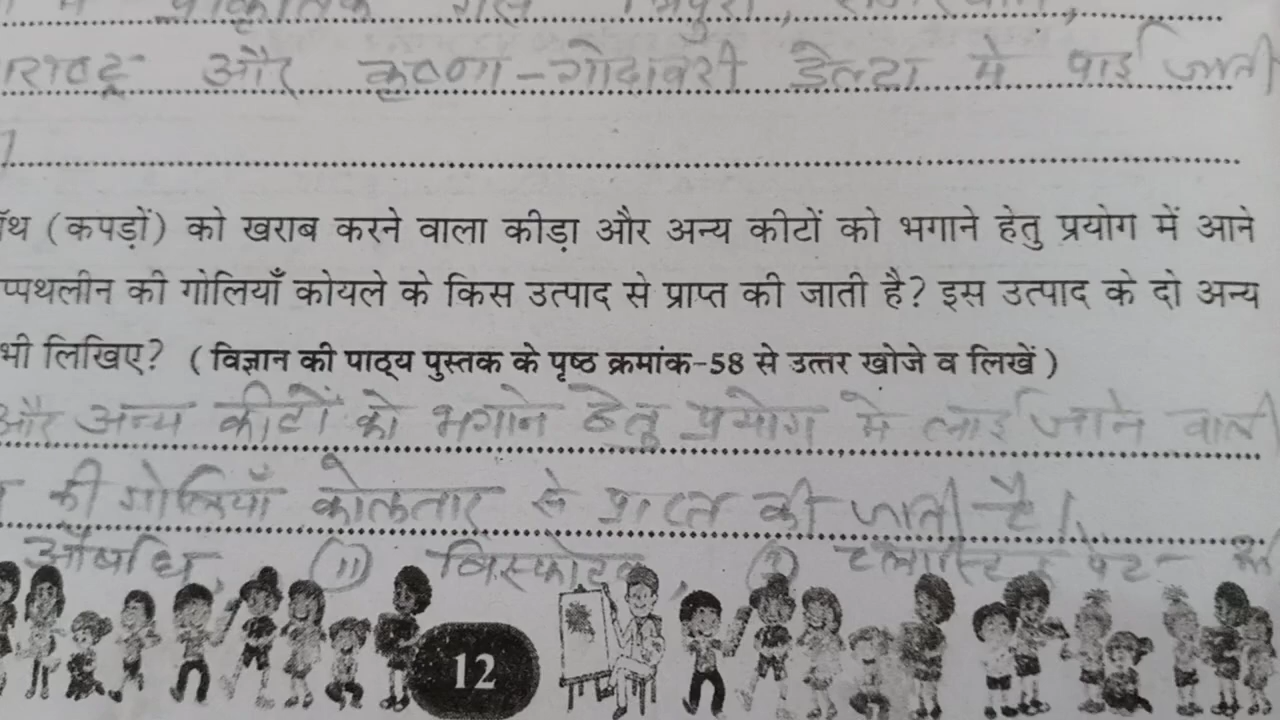 में प्राकृतिक गैस त्रिपुरा, राजस्थान,
और कृष्णा-गोदावरी डेल्टा मे पाई जाती
(कपड़ों) को खराब करने वाला कीड़ा और अन्य कीटों को भगाने हेतु प्रयोग में आने
प्पथलीन की गोलियाँ कोयले के किस उत्पाद से प्राप्त की जाती है? इस उत्पाद के दो अन्य
भी लिखिए? (विज्ञान की पाठ्य पुस्तक के पृष्ठ क्रमांक-58 से उत्तर खोजे व लिखें)
और अन्य कीटों को भगाने हेतु प्रयोग मे लाई जाने वाली
की गोलियाँ कोलतार से प्राप्त की जाती है।
औषधि, (ii) विस्फोटक,
12